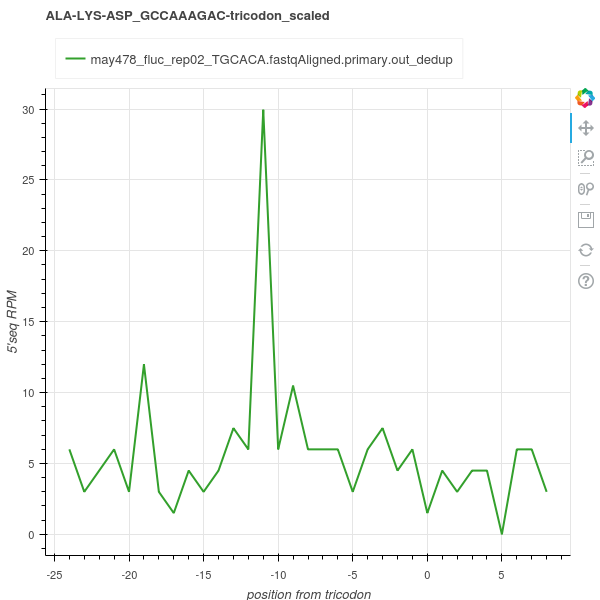 ALA-LYS-ASP_GCCAAAGAC-tricodon_scaled
may478_fluc_rep02_TGCACA.fastqAligned.primary.out_dedup
30
25
20
15
10
5
0
5'seq RPM
-25 -20 -15 -10 -5 0 5
position from tricodon